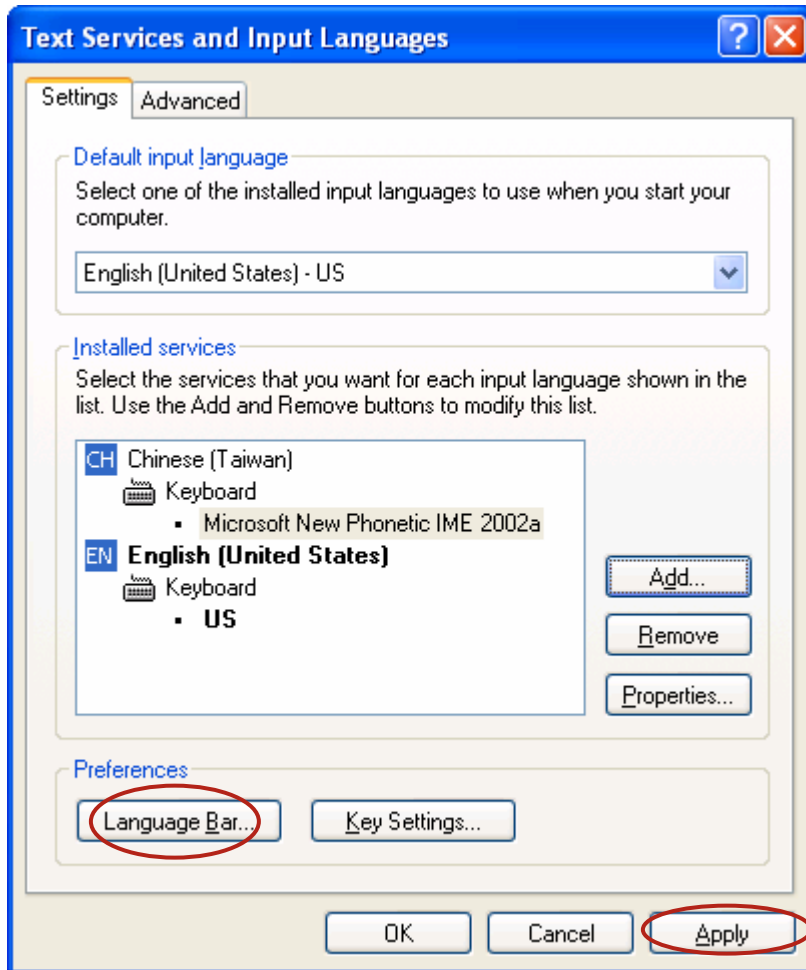 Text Services and Input Languages
Settings
Advanced
Default input language
Select one of the installed input languages to use when you start your
computer.
English (United States) - US
Installed services
Select the services that you want for each input language shown in the
list. Use the Add and Remove buttons to modify this list.
CH Chinese (Taiwan)
Keyboard
• Microsoft New Phonetic IME 2002a
EN English (United States)
Keyboard
• US
Add...
Remove
Properties...
Preferences
Language Bar...
Key Settings...
OK
Cancel
Apply